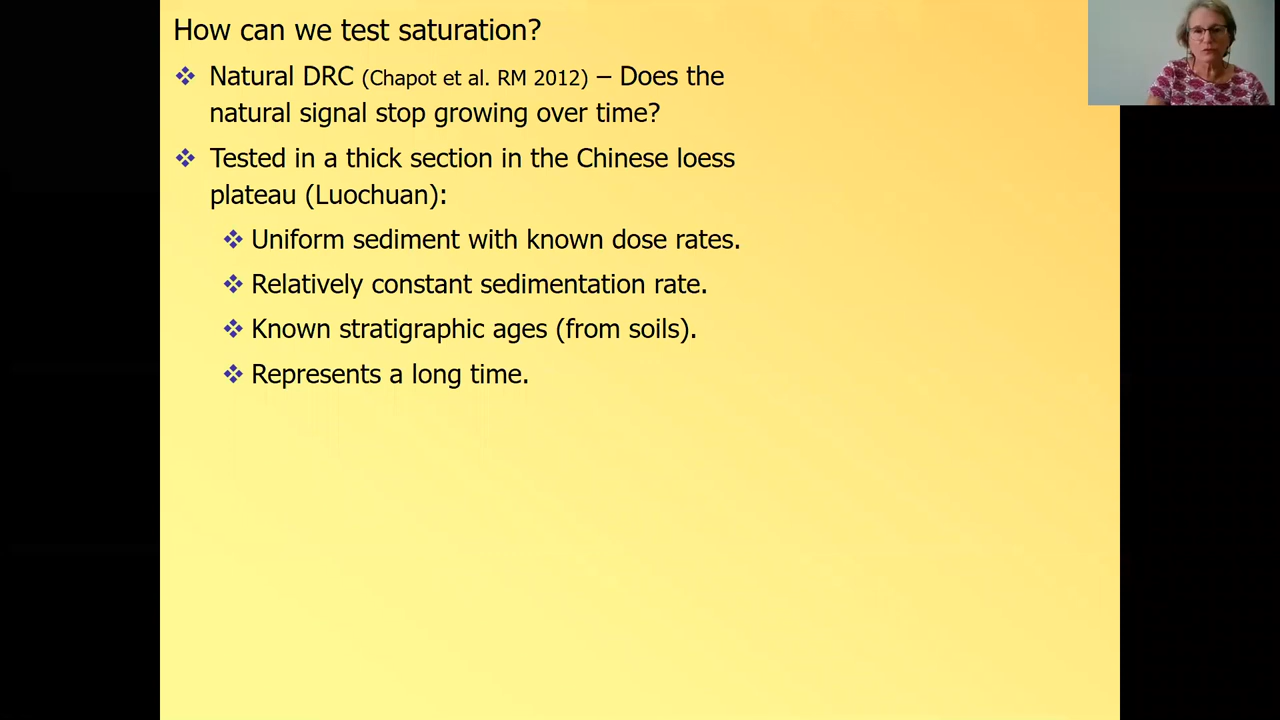 How can we test saturation?
❖ Natural DRC (Chapot et al. RM 2012) – Does the
natural signal stop growing over time?
❖ Tested in a thick section in the Chinese loess
plateau (Luochuan):
❖ Uniform sediment with known dose rates.
❖ Relatively constant sedimentation rate.
❖ Known stratigraphic ages (from soils).
❖ Represents a long time.